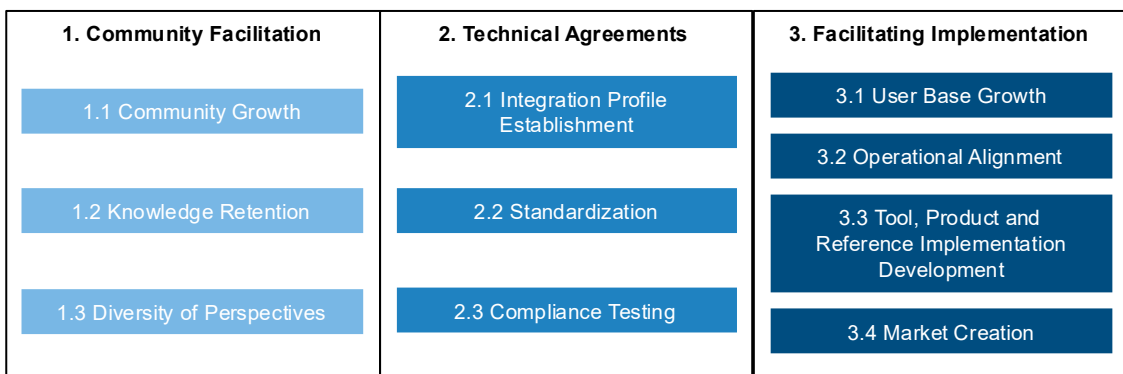 1. Community Facilitation
1.1 Community Growth
1.2 Knowledge Retention
1.3 Diversity of Perspectives
2. Technical Agreements
2.1 Integration Profile
Establishment
2.2 Standardization
2.3 Compliance Testing
3. Facilitating Implementation
3.1 User Base Growth
3.2 Operational Alignment
3.3 Tool, Product and
Reference Implementation
Development
3.4 Market Creation